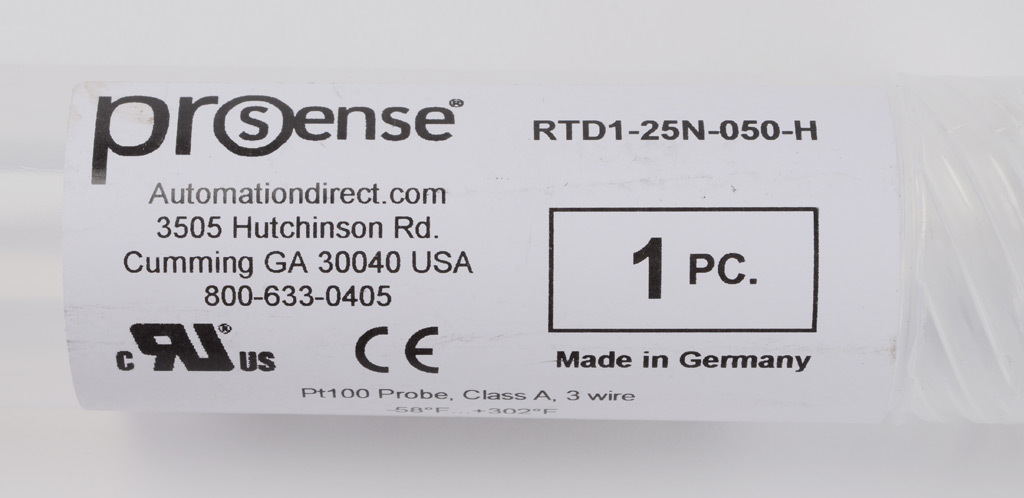 prosense®
Automationdirect.com
3505 Hutchinson Rd.
Cumming GA 30040 USA
800-633-0405
c RU® US CE
RTD1-25N-050-H
1 PC.
Made in Germany
Pt100 Probe, Class A, 3 wire
-58°F...+302°F